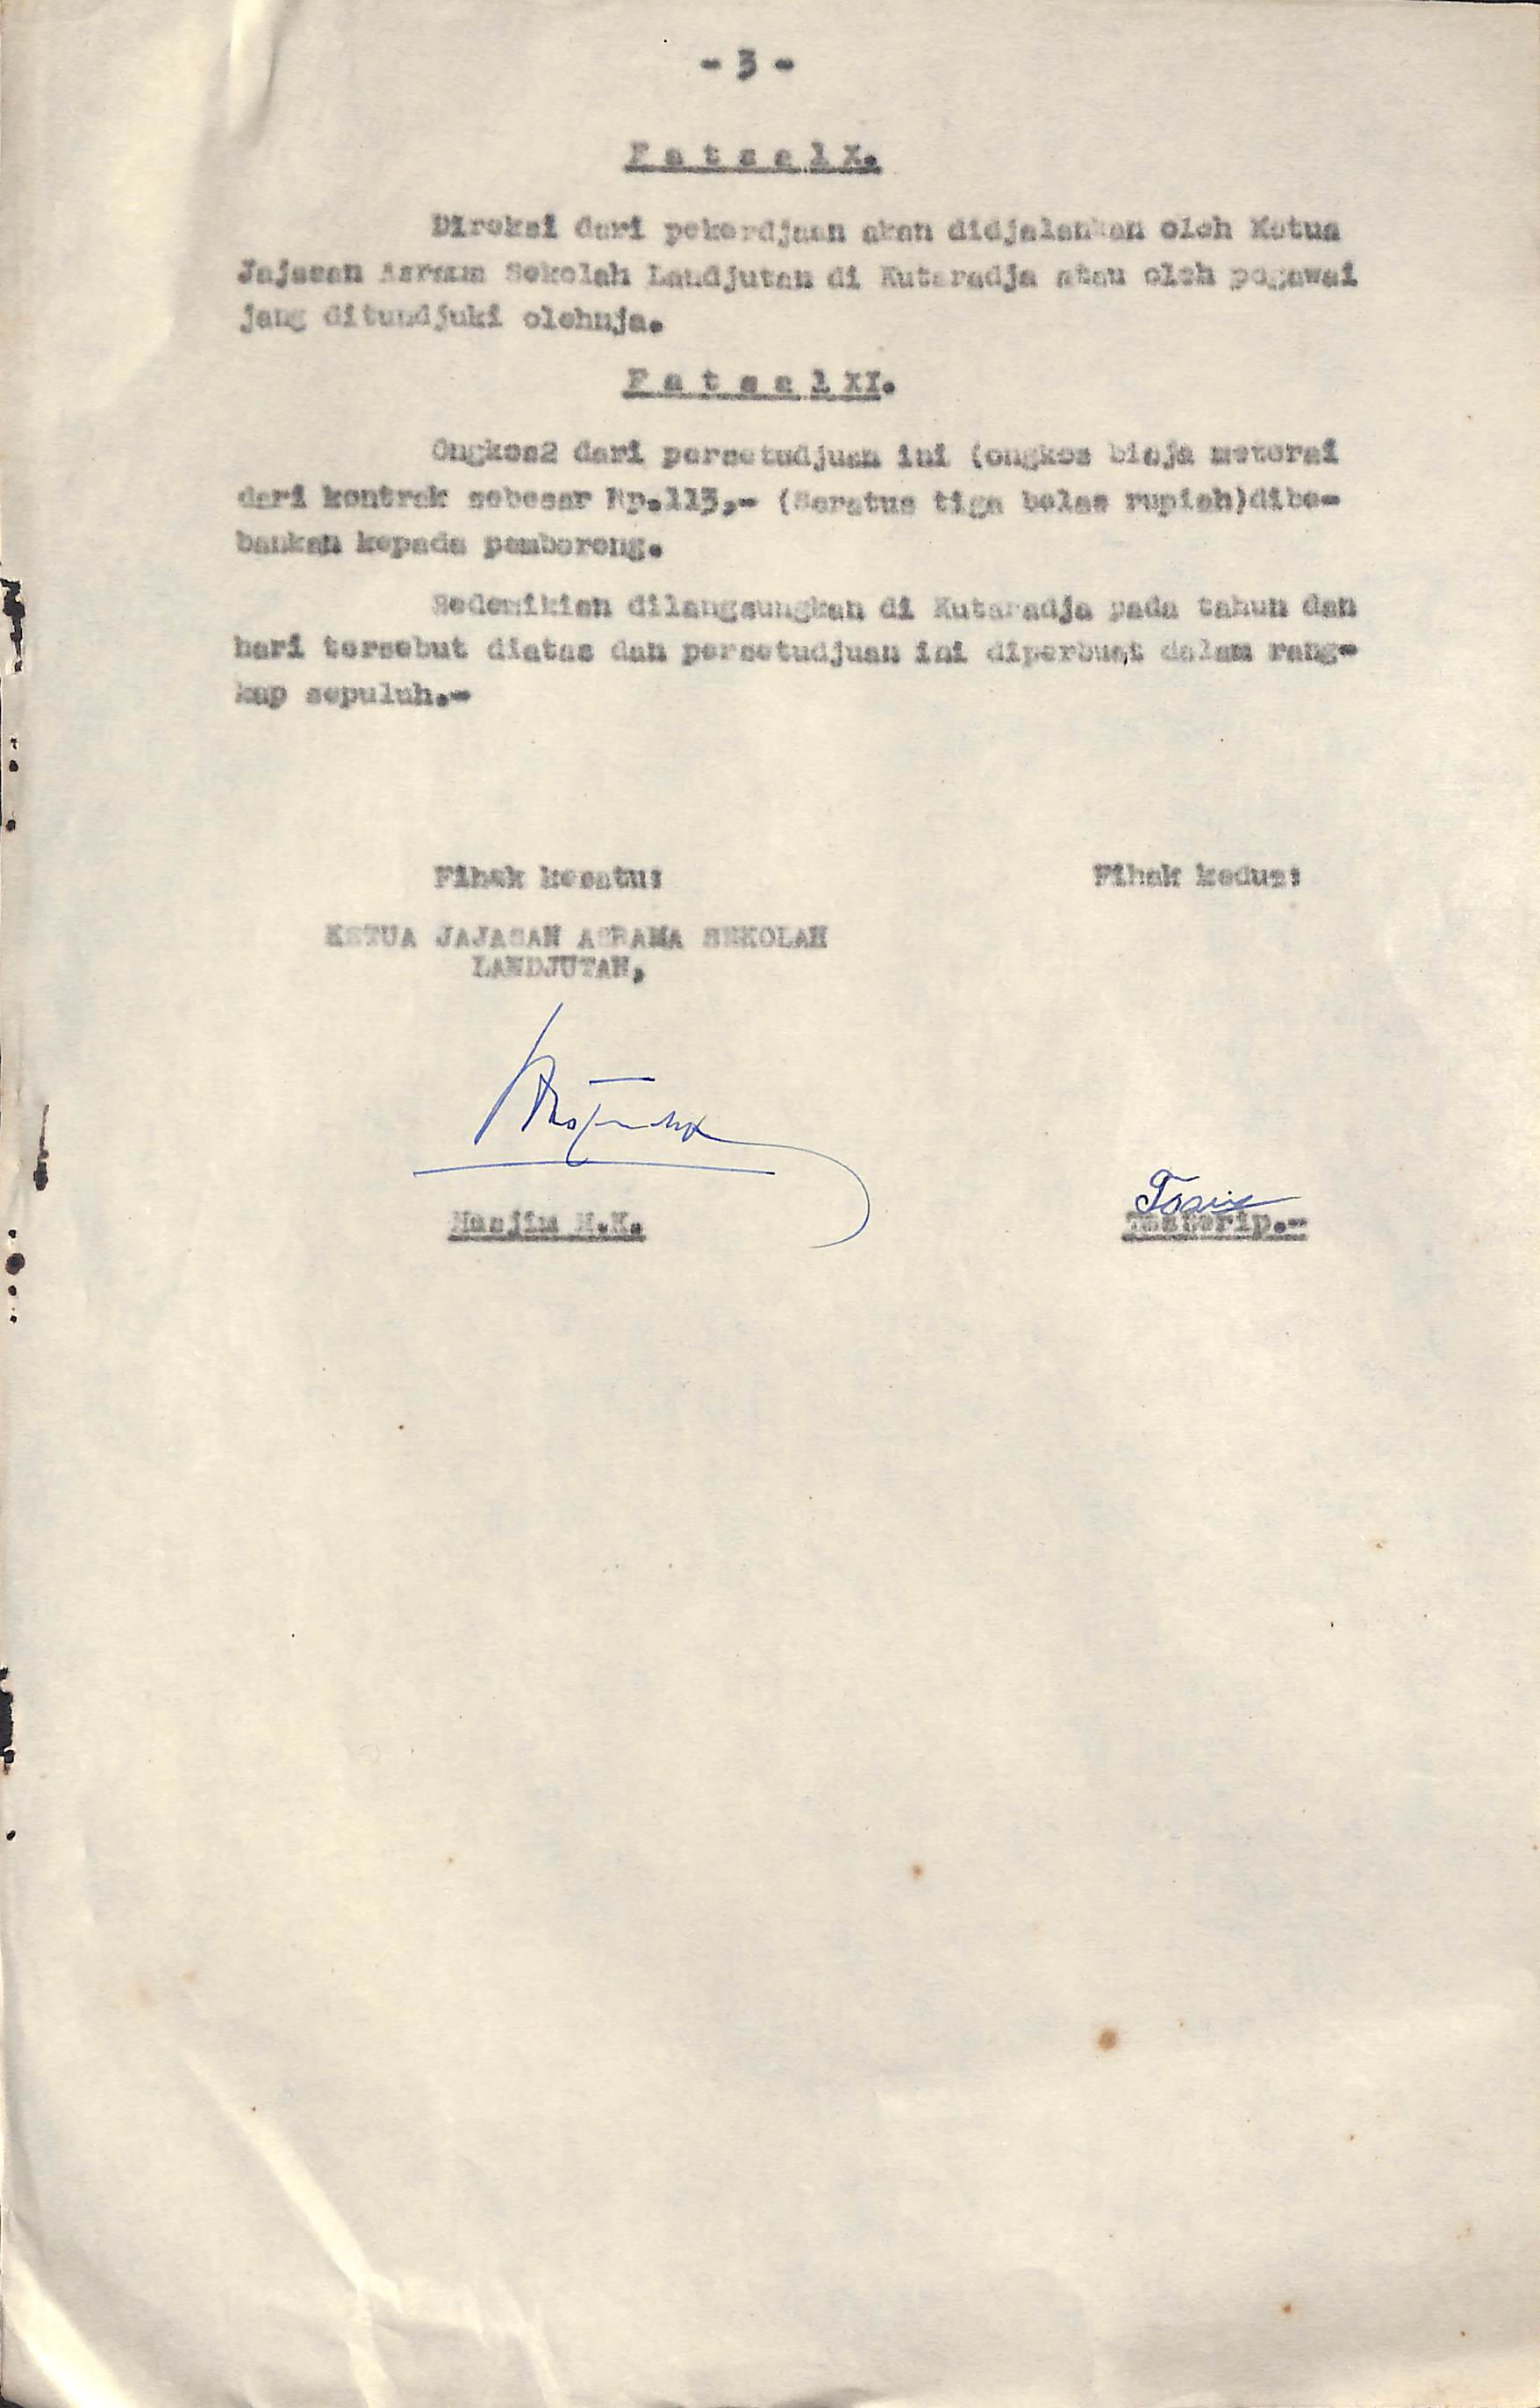 - 3 -
F a t s a l X.
Direksi dari pekerdjaan akan didjalankan oleh Ketua
Jajasan Asrama Sekolah Landjutan di Kutaradja atau oleh pegawai
jang ditundjuki olehnja.
F a t s a l XI.
Ongkos2 dari persetudjuan ini (ongkos biaja meterai
dari kontrak sebesar Rp.113,- (Seratus tiga belas rupiah)dibe-
bankan kepada pemborong.
Sedemikian dilangsungkan di Kutaradja pada tahun dan
hari tersebut diatas dan persetudjuan ini diperbuat dalam rang-
kap sepuluh.-
Fihak kesatu: Fihak kedua:
KETUA JAJASAN ASRAMA SEKOLAH
LANDJUTAN,
M.K.